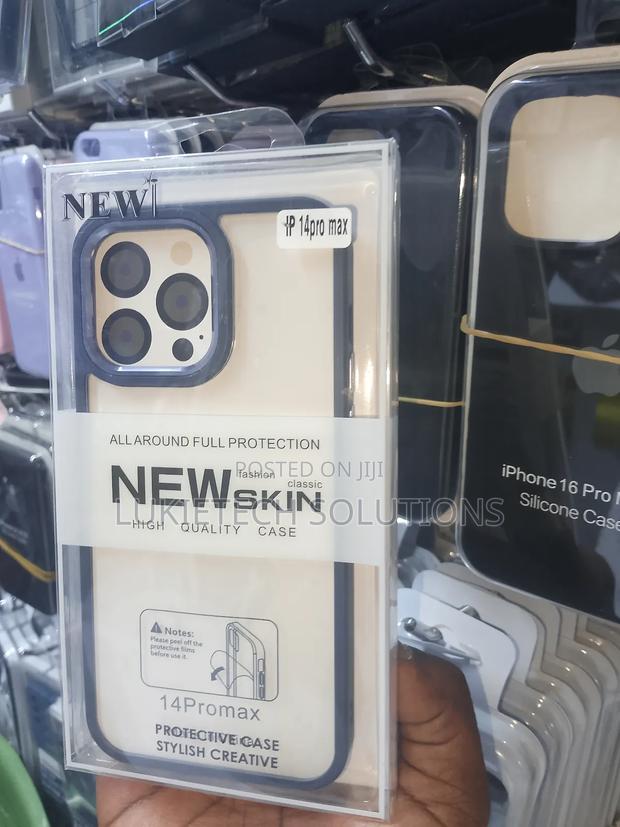 NEW
IP 14pro max
ALL AROUND FULL PROTECTION
NEWSKIN
fashion
classic
HIGH QUALITY CASE
POSTED ON JIJI
LUKIETECH SOLUTIONS
Notes:
Please peel off the
protective films
before use it.
14Promax
PROTECTIVE CASE
STYLISH CREATIVE
iPhone 16 Pro
Silicone Case